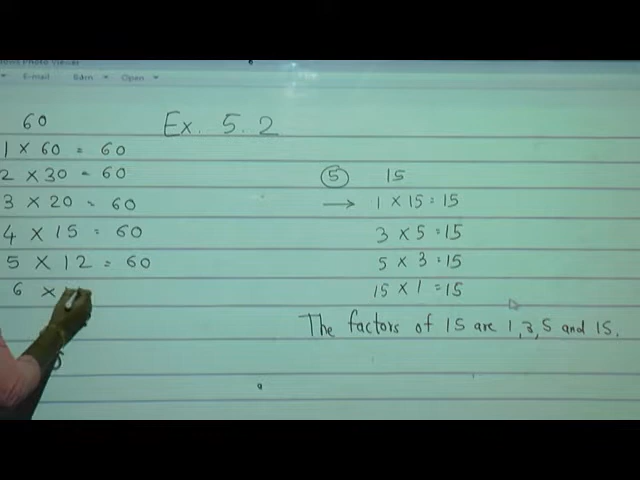 E-mail Burn Open
60
Ex. 5.2
1 × 60 = 60
2 × 30 = 60
3 × 20 = 60
4 × 15 = 60
5 × 12 = 60
6 ×
5 15
→ 1 × 15 = 15
3 × 5 = 15
5 × 3 = 15
15 × 1 = 15
The factors of 15 are 1, 3, 5 and 15.